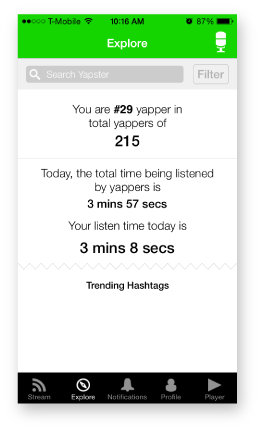 T-Mobile 10:16 AM 87%
Explore
Search Yapster Filter
You are #29 yapper in
total yappers of
215
Today, the total time being listened
by yappers is
3 mins 57 secs
Your listen time today is
3 mins 8 secs
Trending Hashtags
Stream Explore Notifications Profile Player